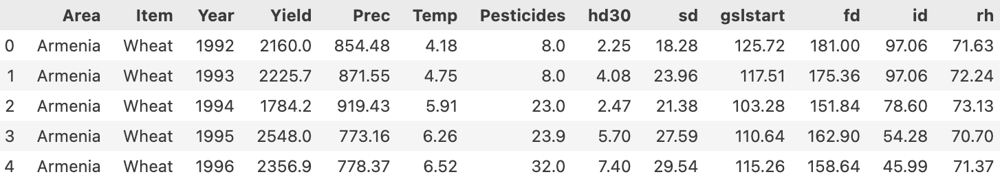 Area Item Year Yield Prec Temp Pesticides hd30 sd gslstart fd id rh
0 Armenia Wheat 1992 2160.0 854.48 4.18 8.0 2.25 18.28 125.72 181.00 97.06 71.63
1 Armenia Wheat 1993 2225.7 871.55 4.75 8.0 4.08 23.96 117.51 175.36 97.06 72.24
2 Armenia Wheat 1994 1784.2 919.43 5.91 23.0 2.47 21.38 103.28 151.84 78.60 73.13
3 Armenia Wheat 1995 2548.0 773.16 6.26 23.9 5.70 27.59 110.64 162.90 54.28 70.70
4 Armenia Wheat 1996 2356.9 778.37 6.52 32.0 7.40 29.54 115.26 158.64 45.99 71.37